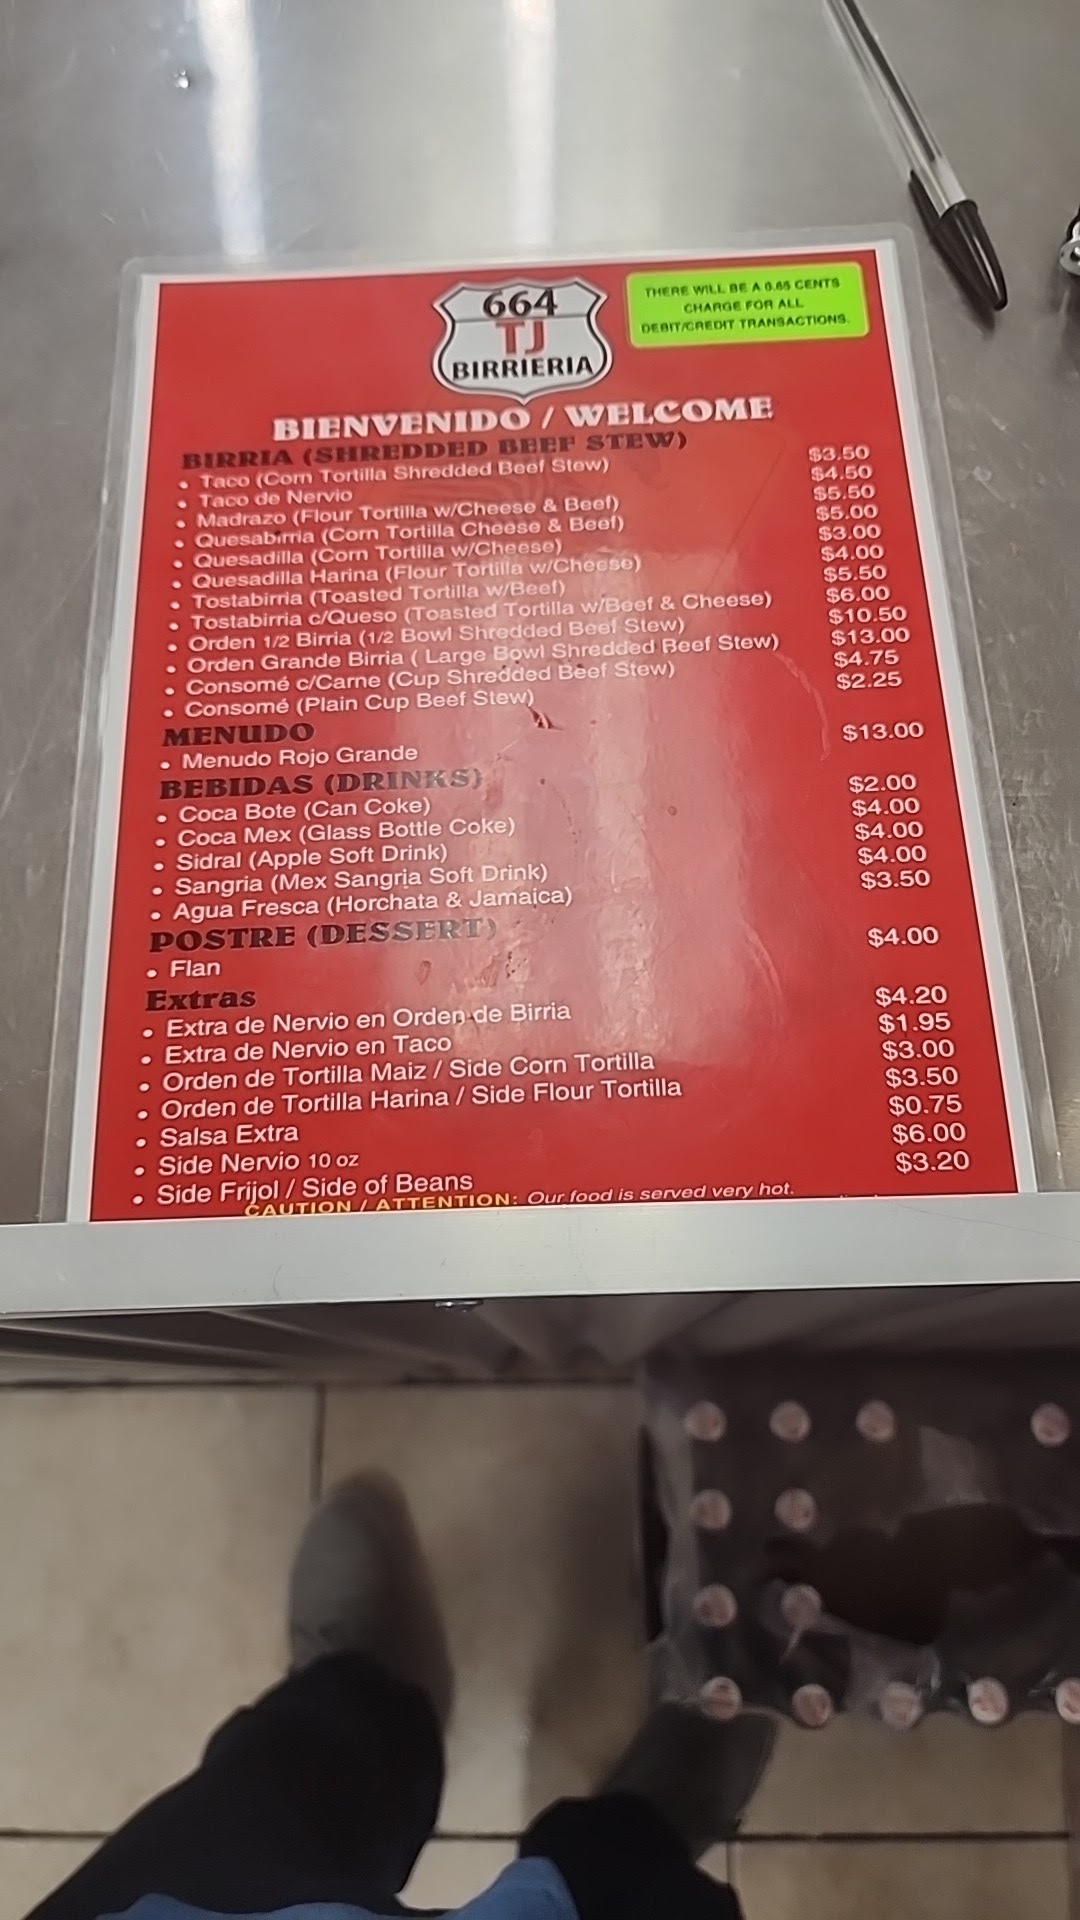 664
TJ
BIRRIERIA
THERE WILL BE A 0.65 CENTS
CHARGE FOR ALL
DEBIT/CREDIT TRANSACTIONS.
BIENVENIDO / WELCOME
BIRRIA (SHREDDED BEEF STEW)
• Taco (Corn Tortilla Shredded Beef Stew) $3.50
• Taco de Nervio $4.50
• Madrazo (Flour Tortilla w/Cheese & Beef) $5.50
• Quesabirria (Corn Tortilla Cheese & Beef) $5.00
• Quesadilla (Corn Tortilla w/Cheese) $3.00
• Quesadilla Harina (Flour Tortilla w/Cheese) $4.00
• Tostabirria (Toasted Tortilla w/Beef) $5.50
• Tostabirria c/Queso (Toasted Tortilla w/Beef & Cheese) $6.00
• Orden 1/2 Birria (1/2 Bowl Shredded Beef Stew) $10.50
• Orden Grande Birria ( Large Bowl Shredded Beef Stew) $13.00
• Consomé c/Carne (Cup Shredded Beef Stew) $4.75
• Consomé (Plain Cup Beef Stew) $2.25
MENUDO
• Menudo Rojo Grande $13.00
BEBIDAS (DRINKS)
• Coca Bote (Can Coke) $2.00
• Coca Mex (Glass Bottle Coke) $4.00
• Sidral (Apple Soft Drink) $4.00
• Sangria (Mex Sangria Soft Drink) $4.00
• Agua Fresca (Horchata & Jamaica) $3.50
POSTRE (DESSERT)
• Flan $4.00
Extras
• Extra de Nervio en Orden de Birria $4.20
• Extra de Nervio en Taco $1.95
• Orden de Tortilla Maiz / Side Corn Tortilla $3.00
• Orden de Tortilla Harina / Side Flour Tortilla $3.50
• Salsa Extra $0.75
• Side Nervio 10 oz $6.00
• Side Frijol / Side of Beans $3.20
CAUTION / ATTENTION: Our food is served very hot.